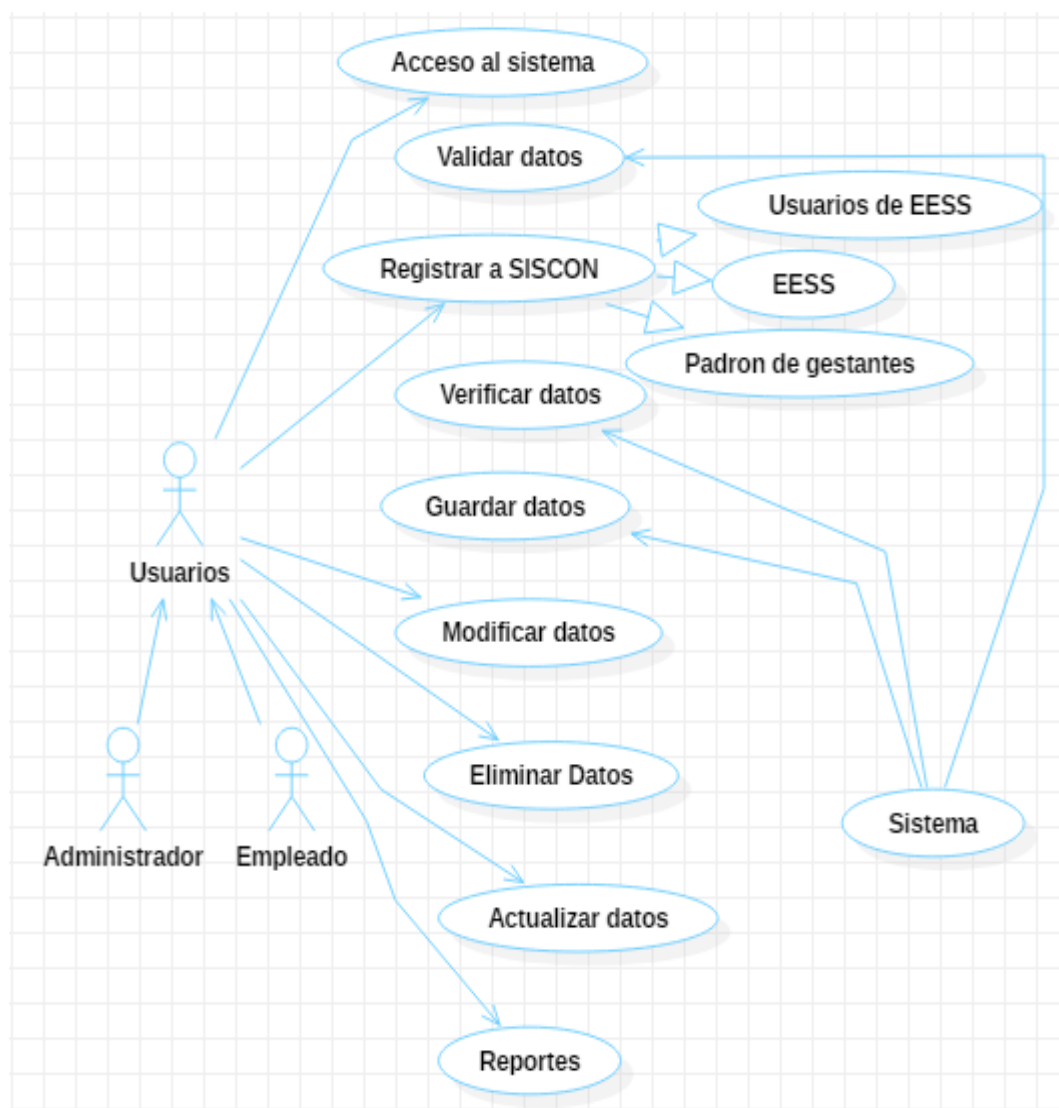 Acceso al sistema
Validar datos
Usuarios de EESS
Registrar a SISCON
EESS
Padron de gestantes
Verificar datos
Guardar datos
Usuarios
Modificar datos
Eliminar Datos
Sistema
Administrador
Empleado
Actualizar datos
Reportes